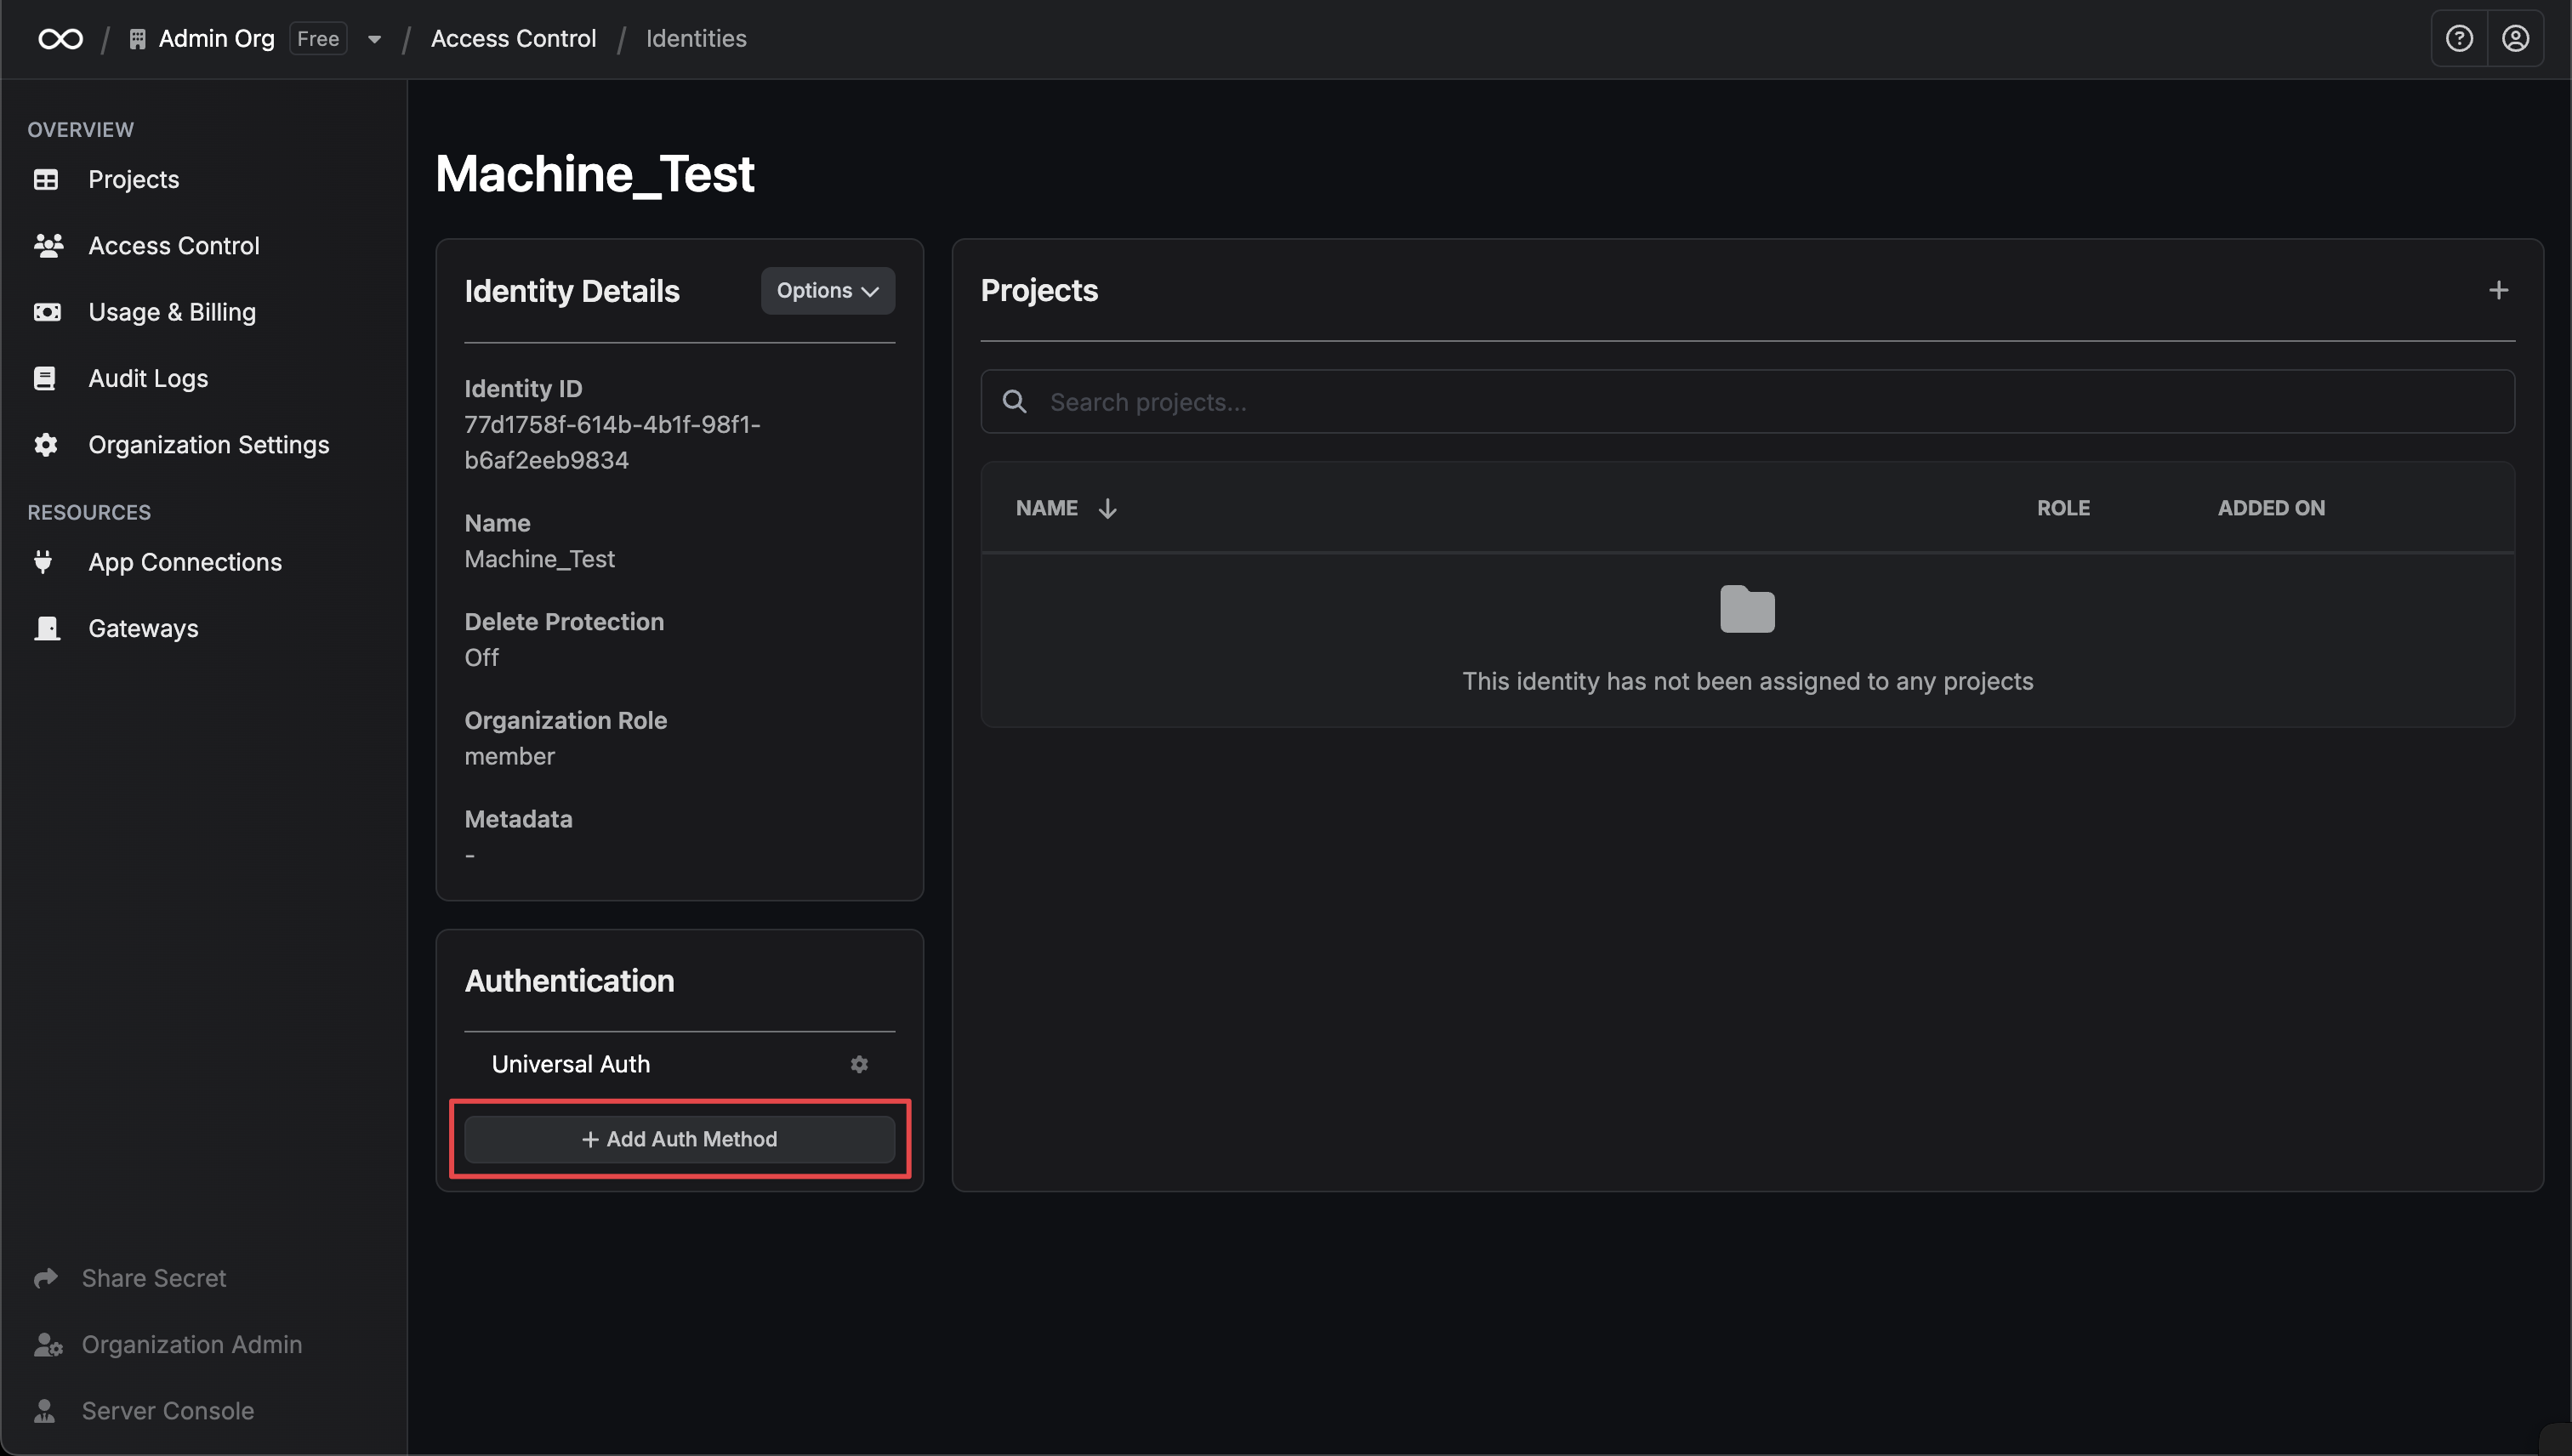 Admin Org Free / Access Control / Identities
OVERVIEW
Projects
Access Control
Usage & Billing
Audit Logs
Organization Settings
RESOURCES
App Connections
Gateways
Share Secret
Organization Admin
Server Console
Machine_Test
Identity Details
Options
Identity ID
77d1758f-614b-4b1f-98f1-
b6af2eeb9834
Name
Machine_Test
Delete Protection
Off
Organization Role
member
Metadata
-
Authentication
Universal Auth
+ Add Auth Method
Projects
Search projects...
NAME ROLE ADDED ON
This identity has not been assigned to any projects